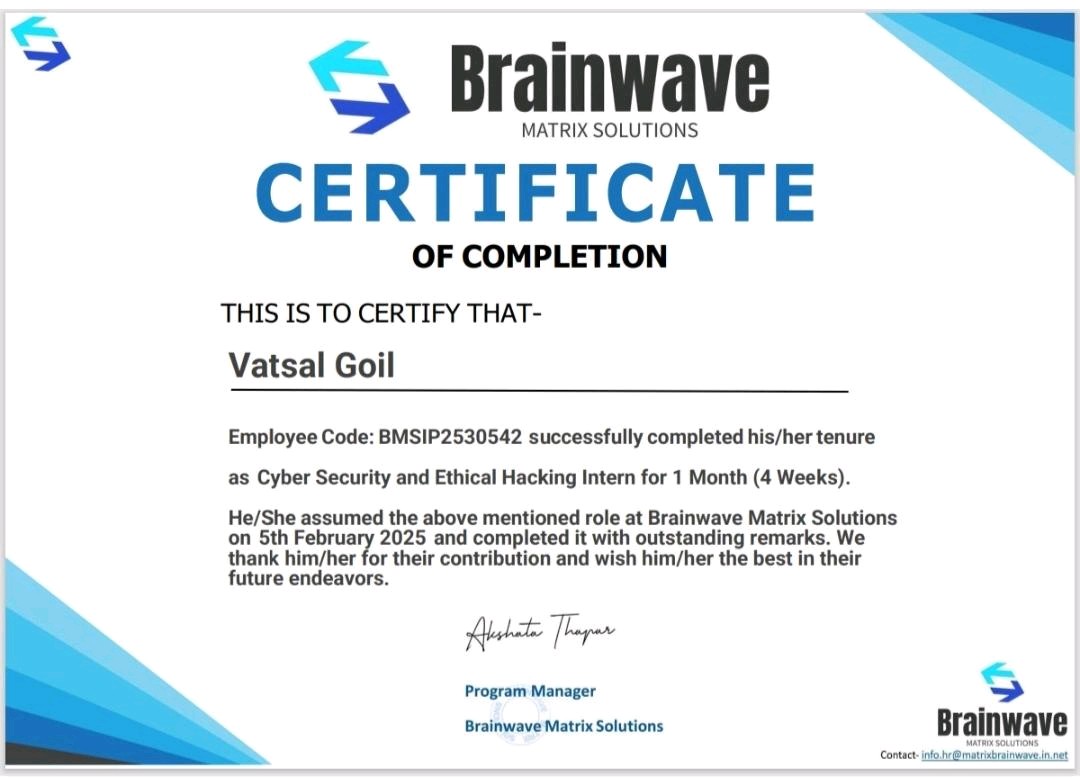 Brainwave
MATRIX SOLUTIONS
CERTIFICATE
OF COMPLETION
THIS IS TO CERTIFY THAT-
Vatsal Goil
Employee Code: BMSIP2530542 successfully completed his/her tenure
as Cyber Security and Ethical Hacking Intern for 1 Month (4 Weeks).
He/She assumed the above mentioned role at Brainwave Matrix Solutions
on 5th February 2025 and completed it with outstanding remarks. We
thank him/her for their contribution and wish him/her the best in their
future endeavors.
Akshata Thapar
Program Manager
Brainwave Matrix Solutions
Brainwave
MATRIX SOLUTIONS
Contact- info.hr@matrixbrainwave.in.net